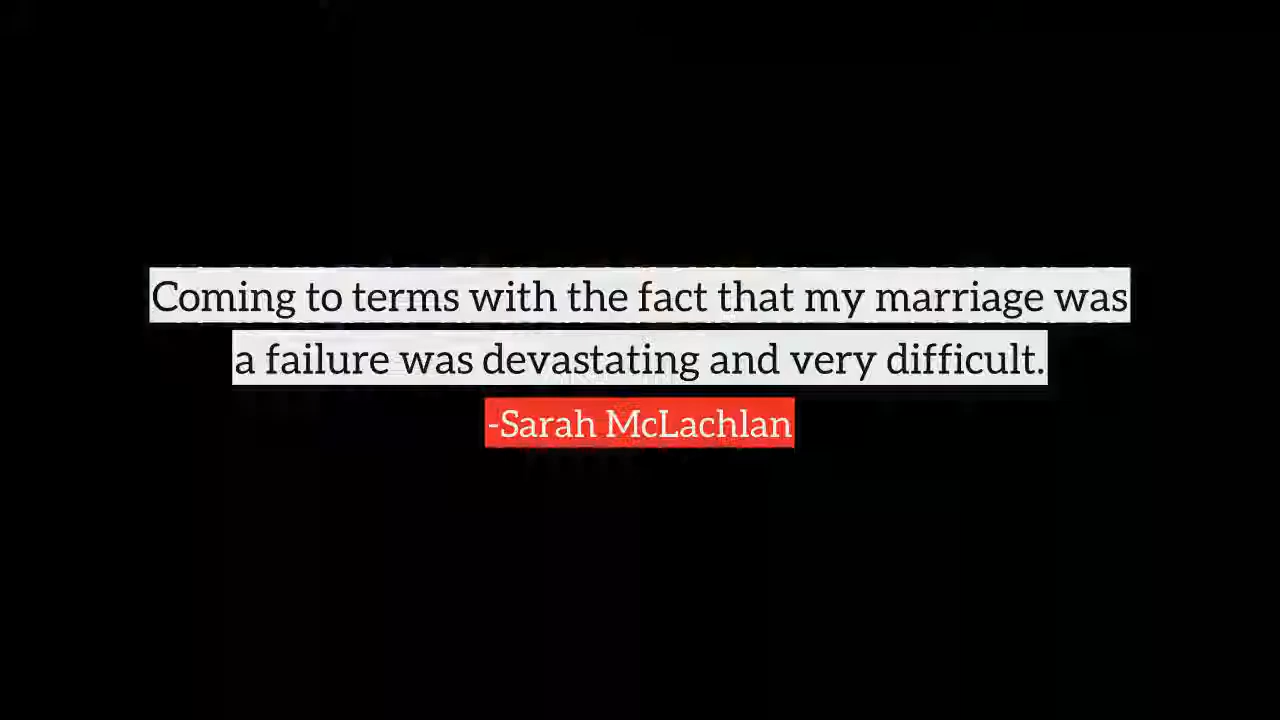 Coming to terms with the fact that my marriage was
a failure was devastating and very difficult.
-Sarah McLachlan